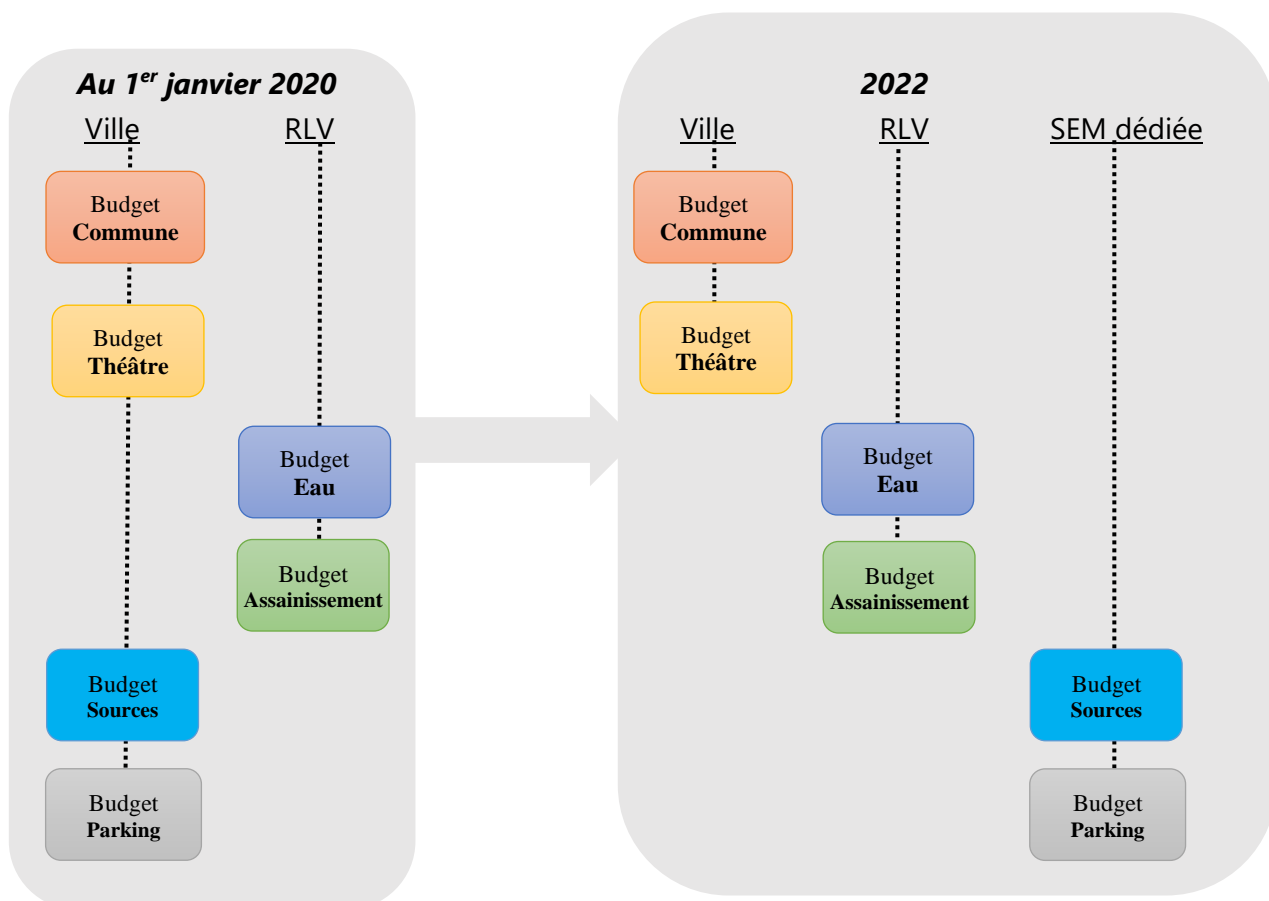 Au 1er janvier 2020
Ville RLV
Budget
Commune
Budget
Théâtre
Budget
Eau
Budget
Assainissement
Budget
Sources
Budget
Parking
2022
Ville RLV SEM dédiée
Budget
Commune
Budget
Théâtre
Budget
Eau
Budget
Assainissement
Budget
Sources
Budget
Parking